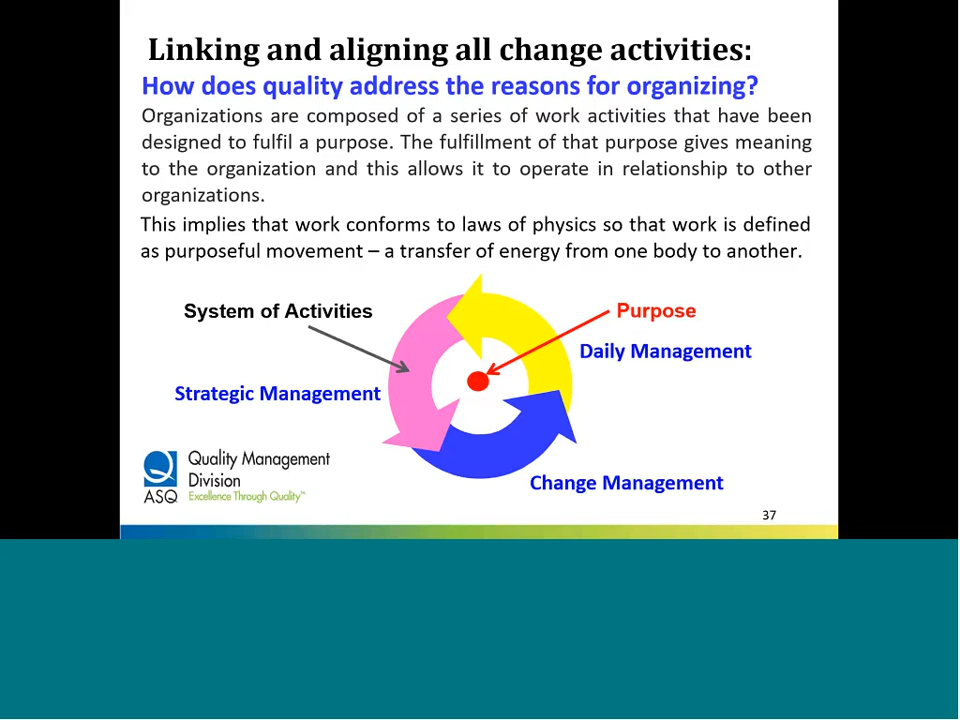 Linking and aligning all change activities:
How does quality address the reasons for organizing?
Organizations are composed of a series of work activities that have been
designed to fulfil a purpose. The fulfillment of that purpose gives meaning
to the organization and this allows it to operate in relationship to other
organizations.
This implies that work conforms to laws of physics so that work is defined
as purposeful movement – a transfer of energy from one body to another.
System of Activities
Purpose
Daily Management
Strategic Management
Change Management
Quality Management
Division
ASQ Excellence Through Quality™
37